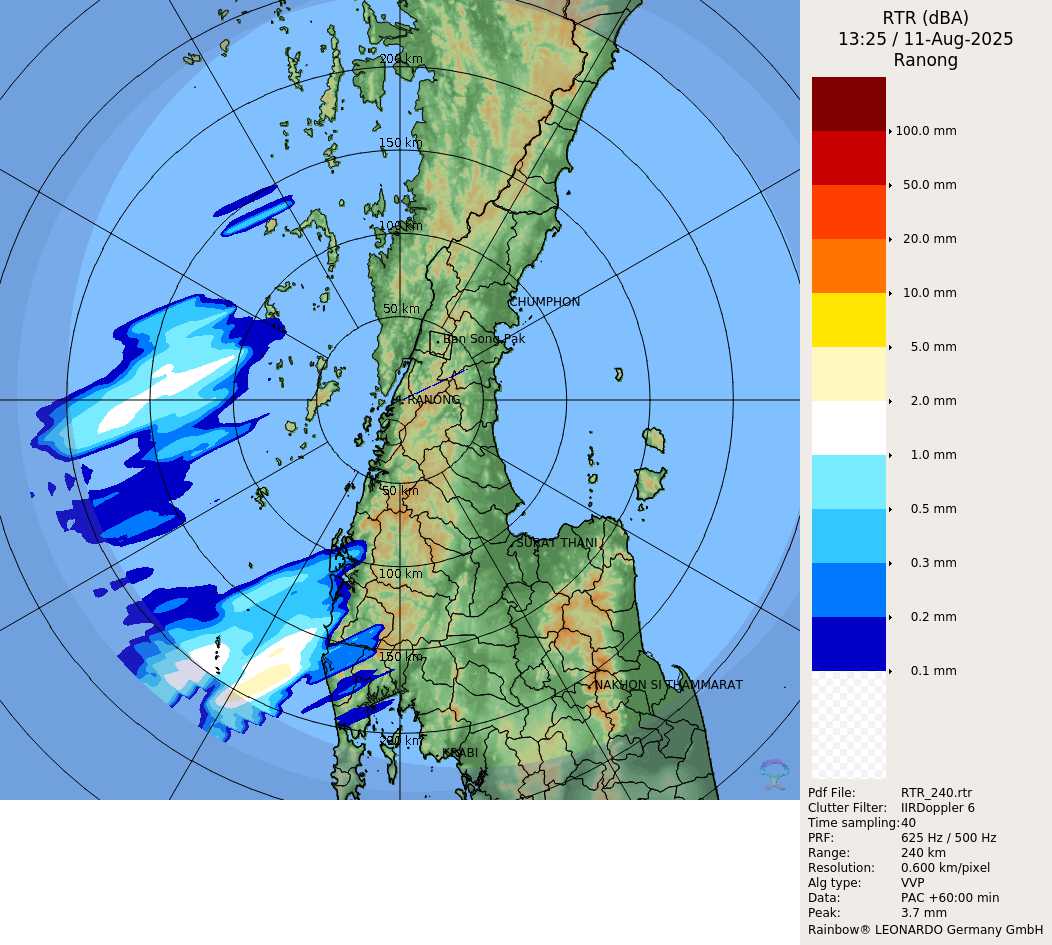 RTR (dBA)
13:25 / 11-Aug-2025
Ranong
100.0 mm
50.0 mm
20.0 mm
10.0 mm
5.0 mm
2.0 mm
1.0 mm
0.5 mm
0.3 mm
0.2 mm
0.1 mm
Pdf File: RTR_240.rtr
Clutter Filter: IIRDoppler 6
Time sampling: 40
PRF: 625 Hz / 500 Hz
Range: 240 km
Resolution: 0.600 km/pixel
Alg type: VVP
Data: PAC +60:00 min
Peak: 3.7 mm
Rainbow® LEONARDO Germany GmbH
200 km
150 km
100 km
CHUMPHON
50 km
Ban Song Pak
RANONG
50 km
SURAT THANI
100 km
150 km
NAKHON SI THAMMARAT
200 km
KRABI